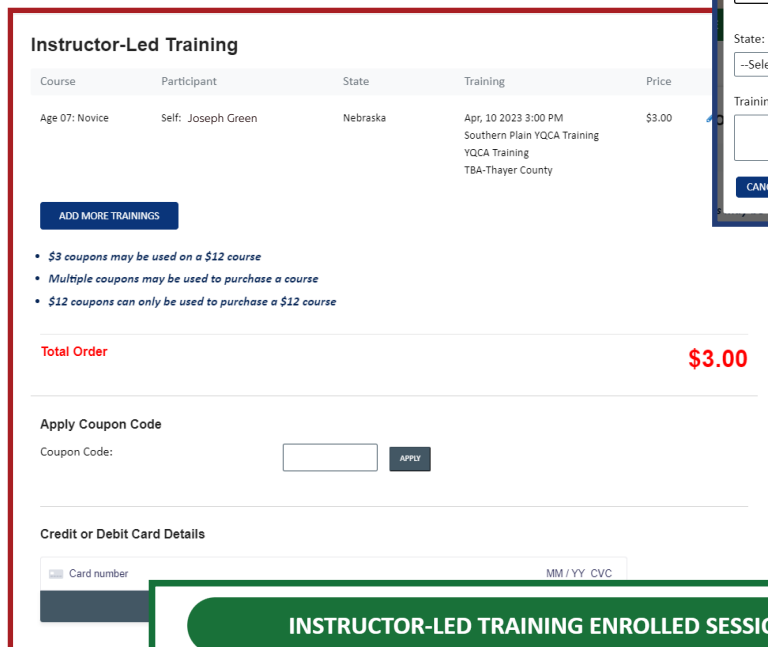 Instructor-Led Training
Course Participant State Training Price
Age 07: Novice Self: Joseph Green Nebraska Apr, 10 2023 3:00 PM $3.00
Southern Plain YQCA Training
YQCA Training
TBA-Thayer County
ADD MORE TRAININGS
• $3 coupons may be used on a $12 course
• Multiple coupons may be used to purchase a course
• $12 coupons can only be used to purchase a $12 course
Total Order $3.00
Apply Coupon Code
Coupon Code: APPLY
Credit or Debit Card Details
Card number MM / YY CVC
State:
--Sele
Trainin
CAN
INSTRUCTOR-LED TRAINING ENROLLED SESSIO